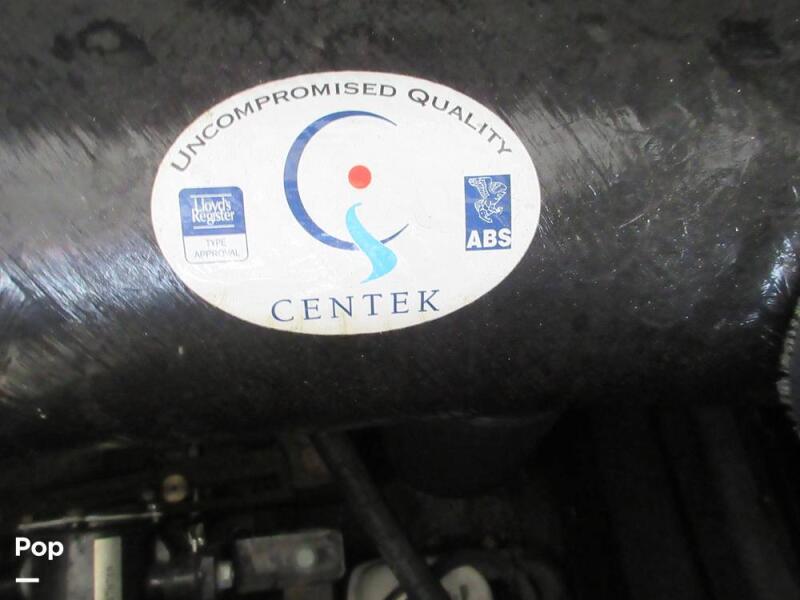 UNCOMPROMISED QUALITY
Lloyd's
Register
TYPE
APPROVAL
ABS
CENTEK
Pop